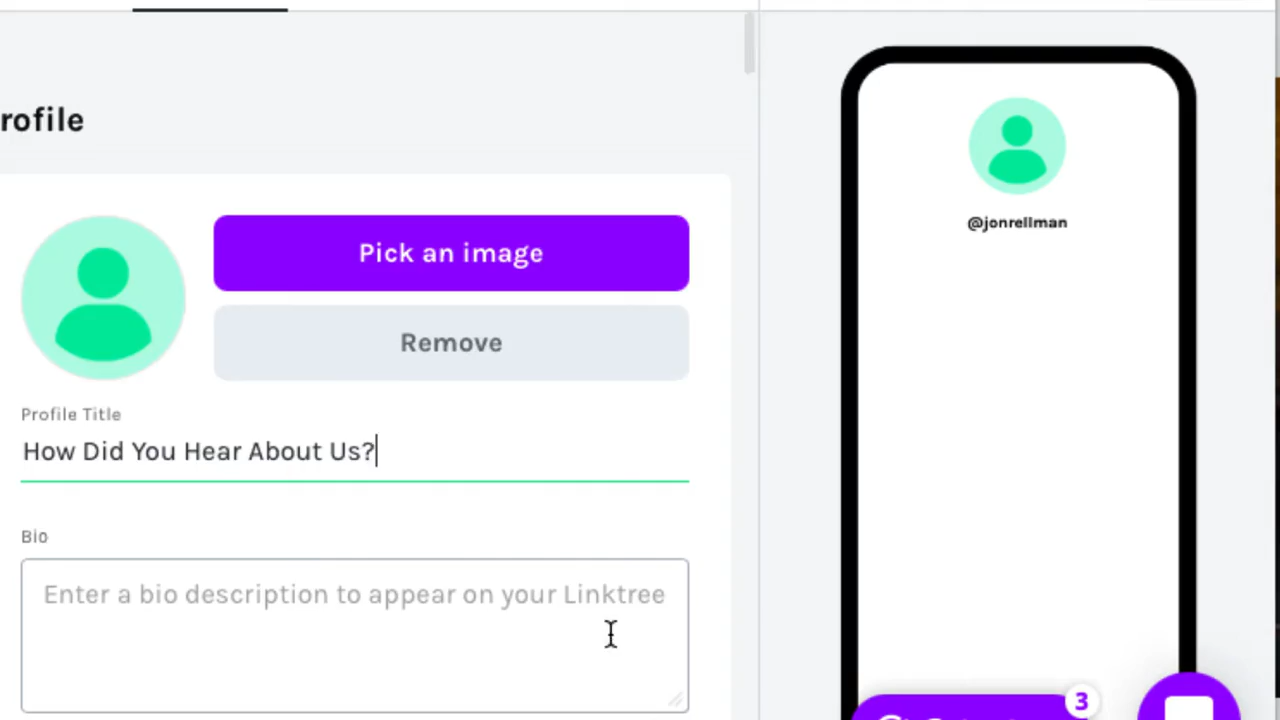 rofile
Pick an image
Remove
Profile Title
How Did You Hear About Us?
Bio
Enter a bio description to appear on your Linktree
@jonrellman
3